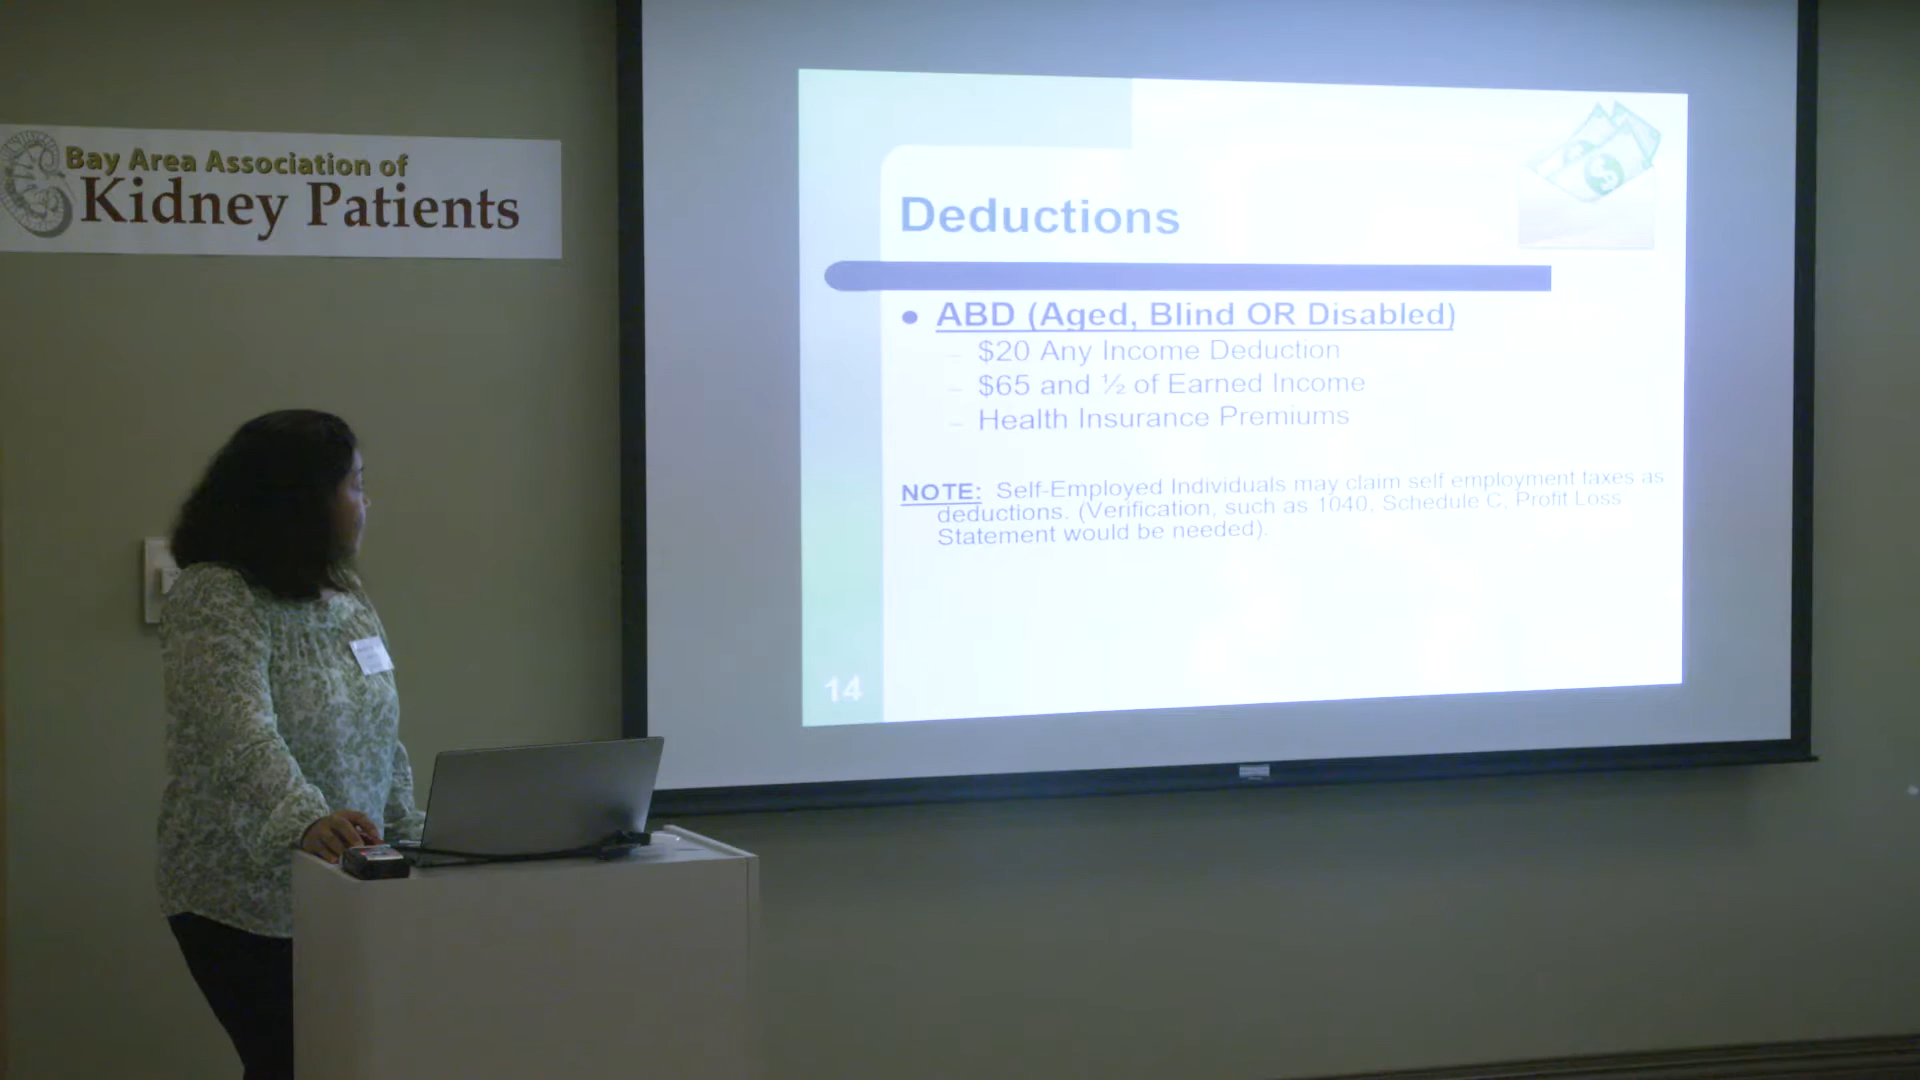 Bay Area Association of
Kidney Patients
Deductions
• ABD (Aged, Blind OR Disabled)
– $20 Any Income Deduction
– $65 and ½ of Earned Income
– Health Insurance Premiums
NOTE: Self-Employed Individuals may claim self employment taxes as
deductions. (Verification, such as 1040, Schedule C, Profit Loss
Statement would be needed).
14